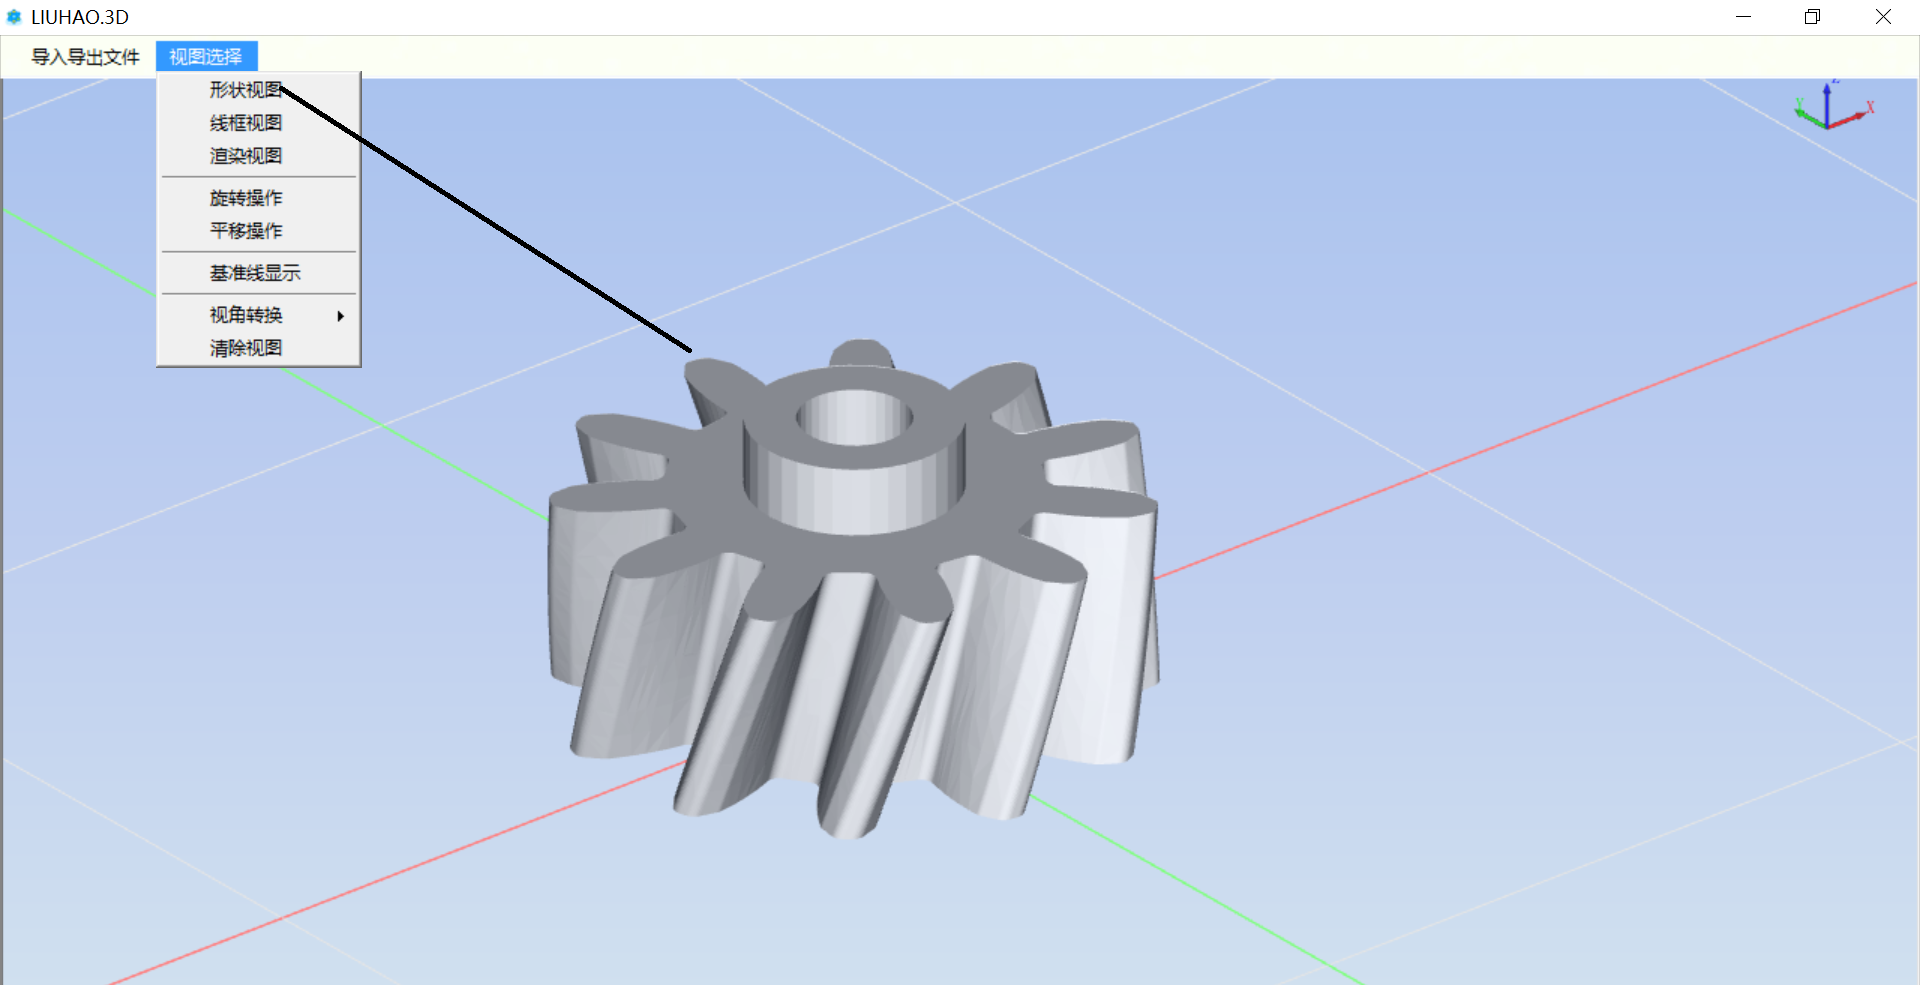 LIUHAO.3D
导入导出文件 视图选择
形状视图
线框视图
渲染视图
旋转操作
平移操作
基准线显示
视角转换
清除视图
Z
Y
X